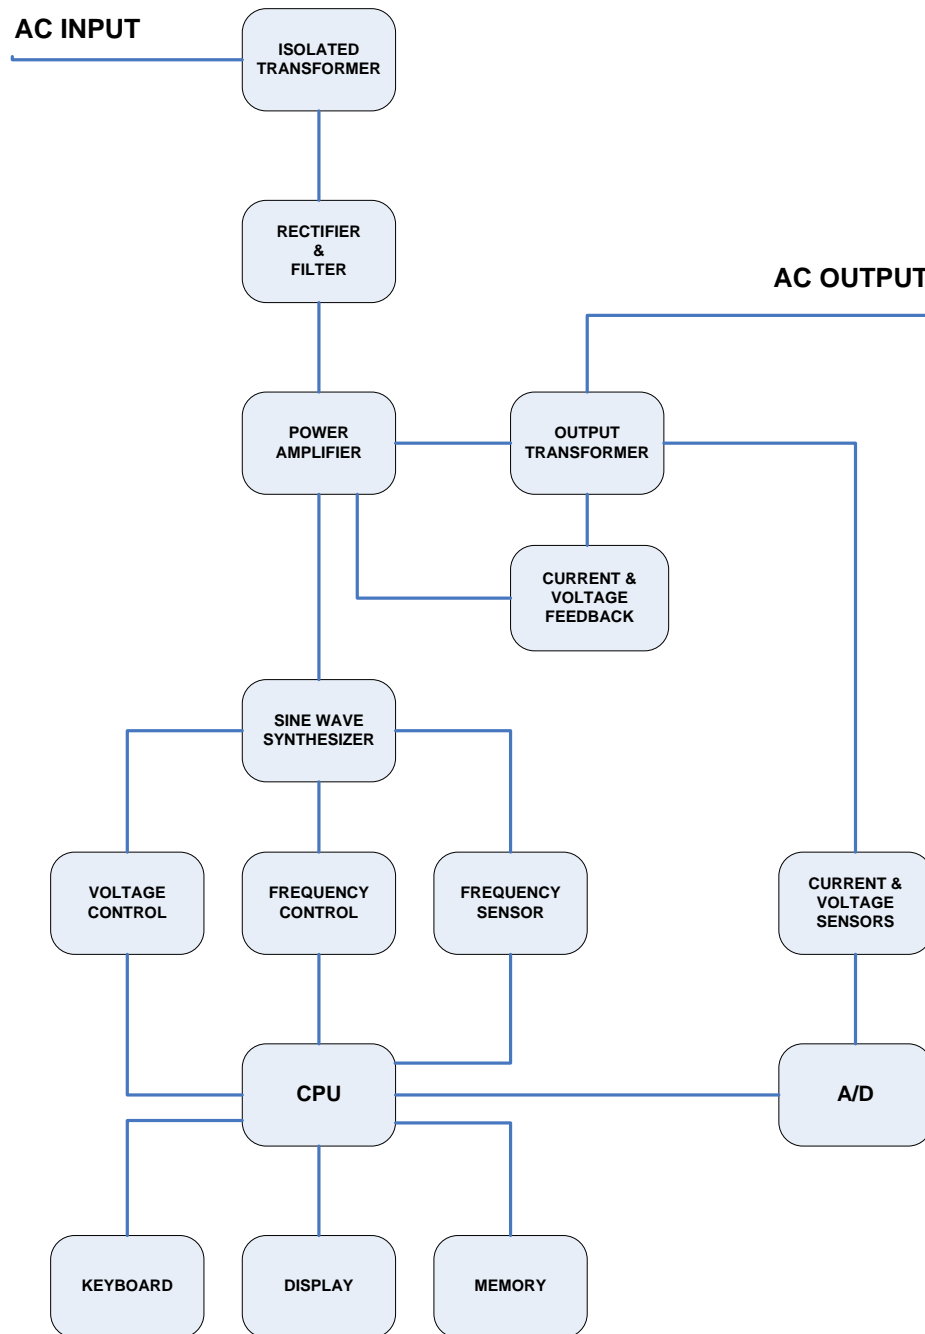 AC INPUT
ISOLATED
TRANSFORMER
RECTIFIER
&
FILTER
AC OUTPUT
POWER
AMPLIFIER
OUTPUT
TRANSFORMER
CURRENT &
VOLTAGE
FEEDBACK
SINE WAVE
SYNTHESIZER
VOLTAGE
CONTROL
FREQUENCY
CONTROL
FREQUENCY
SENSOR
CURRENT &
VOLTAGE
SENSORS
CPU
A/D
KEYBOARD
DISPLAY
MEMORY